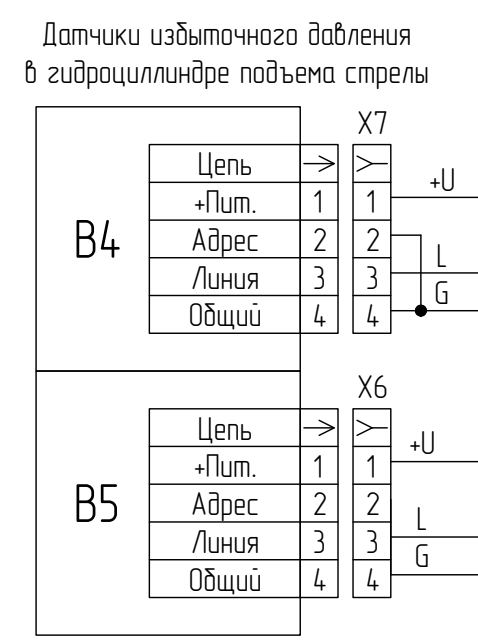 Датчики избыточного давления
в гидроциллиндре подъема стрелы
X7
Цепь
+Пит. 1 1 +U
B4 Адрес 2 2
Линия 3 3 L
Общий 4 4 G
X6
Цепь
+Пит. 1 1 +U
B5 Адрес 2 2
Линия 3 3 L
Общий 4 4 G